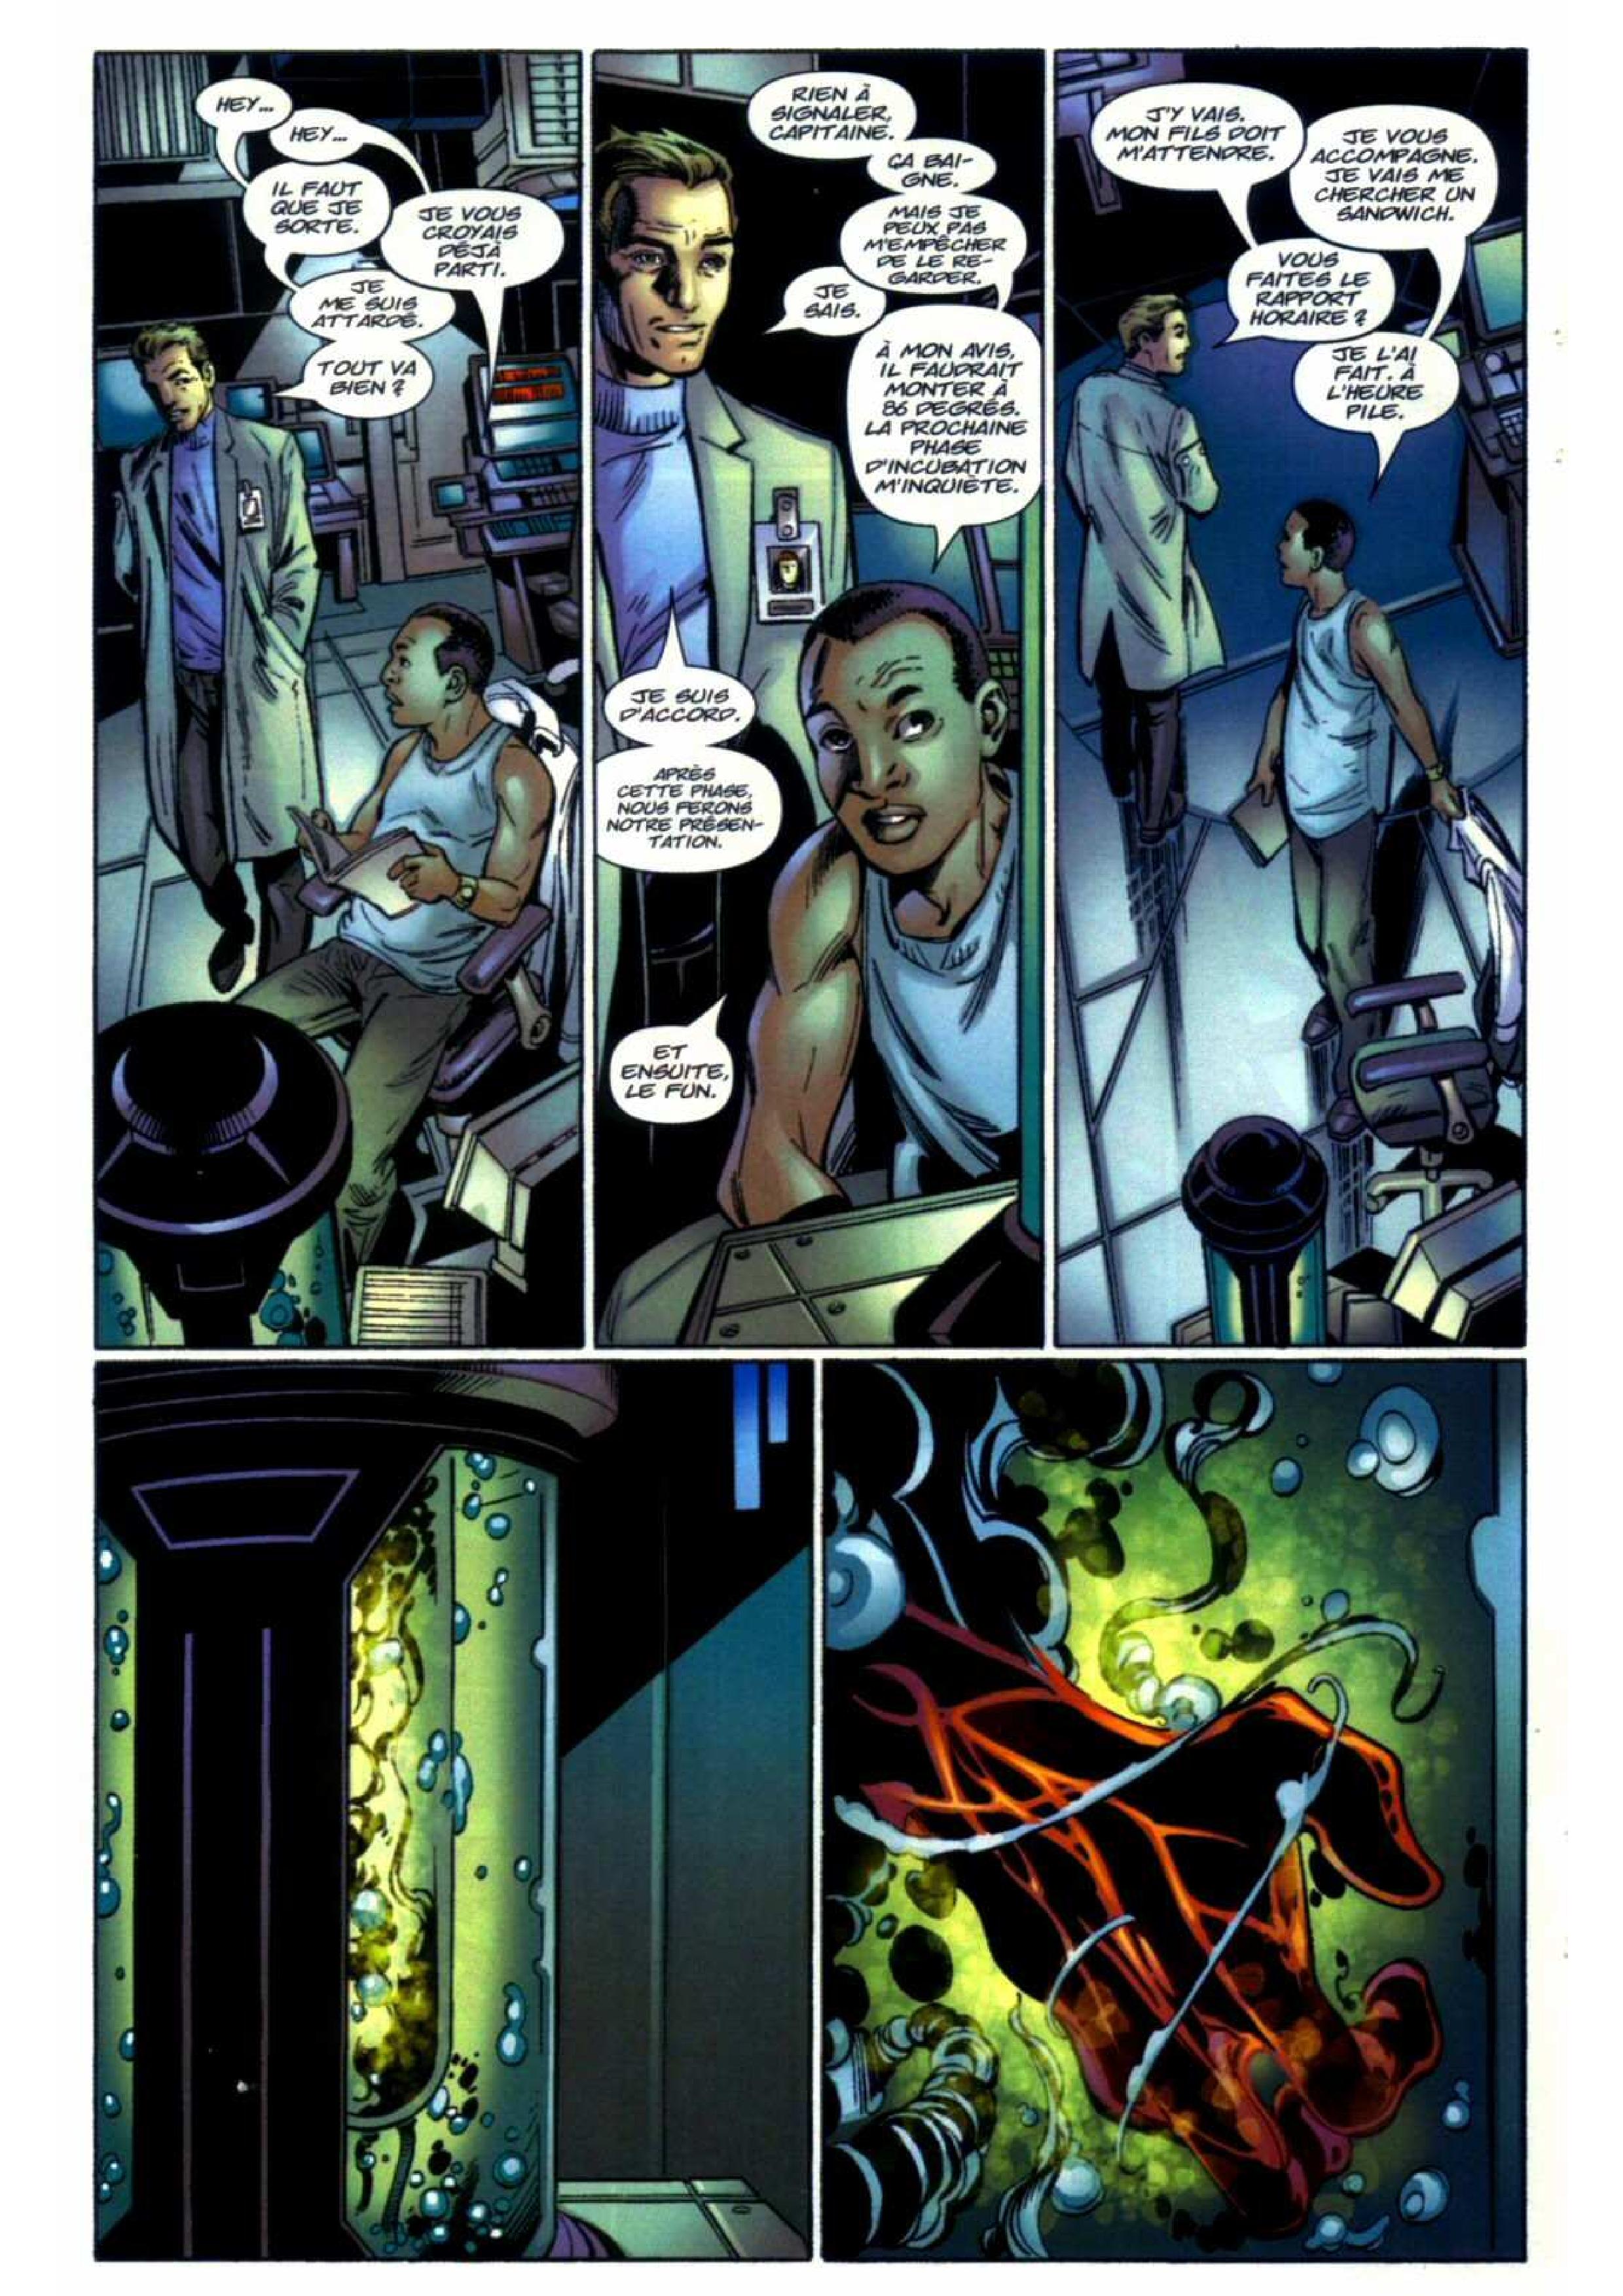 HEY...
HEY...
IL FAUT
QUE JE
SORTE.
JE VOUS
CROYAIS
DÉJÀ
PARTI.
JE
ME SUIS
ATTARDÉ.
TOUT VA
BIEN ?
RIEN À
SIGNALER,
CAPITAINE.
ÇA BAI-
GNE.
MAIS JE
PEUX PAS
M'EMPÊCHER
DE LE RE-
GARDER.
JE
SAIS.
À MON AVIS,
IL FAUDRAIT
MONTER À
86 DEGRÉS.
LA PROCHAINE
PHASE
D'INCUBATION
M'INQUIÈTE.
JE SUIS
D'ACCORD.
APRÈS
CETTE PHASE,
NOUS FERONS
NOTRE PRÉSEN-
TATION.
ET
ENSUITE,
LE FUN.
J'Y VAIS.
MON FILS DOIT
M'ATTENDRE.
JE VOUS
ACCOMPAGNE.
JE VAIS ME
CHERCHER UN
SANDWICH.
VOUS
FAITES LE
RAPPORT
HORAIRE ?
JE L'AI
FAIT. À
L'HEURE
PILE.